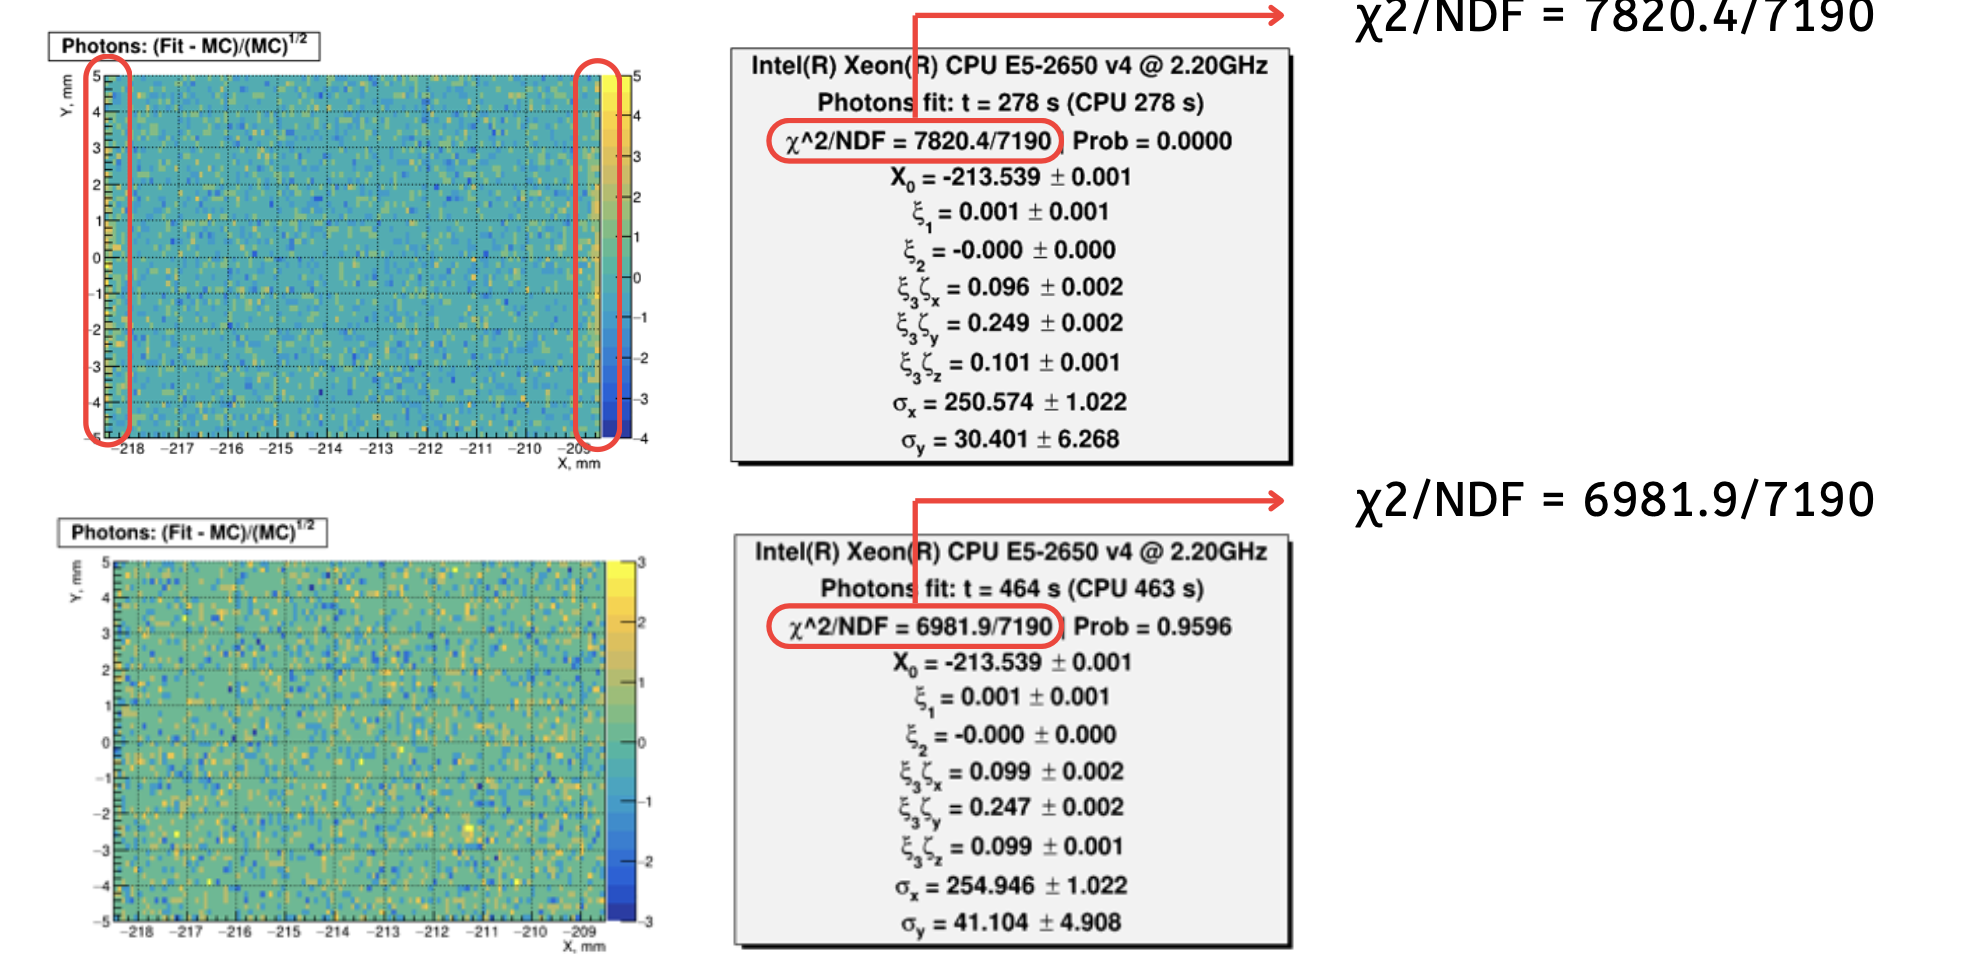 χ2/NDF = 7820.4/7190
Photons: (Fit - MC)/(MC)^1/2
Y, mm
5
4
3
2
1
0
-1
-2
-3
-4
-5
-218 -217 -216 -215 -214 -213 -212 -211 -210 -209
X, mm
5
4
3
2
1
0
-1
-2
-3
-4
Intel(R) Xeon(R) CPU E5-2650 v4 @ 2.20GHz
Photons fit: t = 278 s (CPU 278 s)
χ^2/NDF = 7820.4/7190 | Prob = 0.0000
X₀ = -213.539 ± 0.001
ξ₁ = 0.001 ± 0.001
ξ₂ = -0.000 ± 0.000
ξ₃ζₓ = 0.096 ± 0.002
ξ₃ζy = 0.249 ± 0.002
ξ₃ζz = 0.101 ± 0.001
σₓ = 250.574 ± 1.022
σy = 30.401 ± 6.268
χ2/NDF = 6981.9/7190
Photons: (Fit - MC)/(MC)^1/2
Y, mm
5
4
3
2
1
0
-1
-2
-3
-4
-5
-218 -217 -216 -215 -214 -213 -212 -211 -210 -209
X, mm
3
2
1
0
-1
-2
-3
Intel(R) Xeon(R) CPU E5-2650 v4 @ 2.20GHz
Photons fit: t = 464 s (CPU 463 s)
χ^2/NDF = 6981.9/7190 | Prob = 0.9596
X₀ = -213.539 ± 0.001
ξ₁ = 0.001 ± 0.001
ξ₂ = -0.000 ± 0.000
ξ₃ζₓ = 0.099 ± 0.002
ξ₃ζy = 0.247 ± 0.002
ξ₃ζz = 0.099 ± 0.001
σₓ = 254.946 ± 1.022
σy = 41.104 ± 4.908